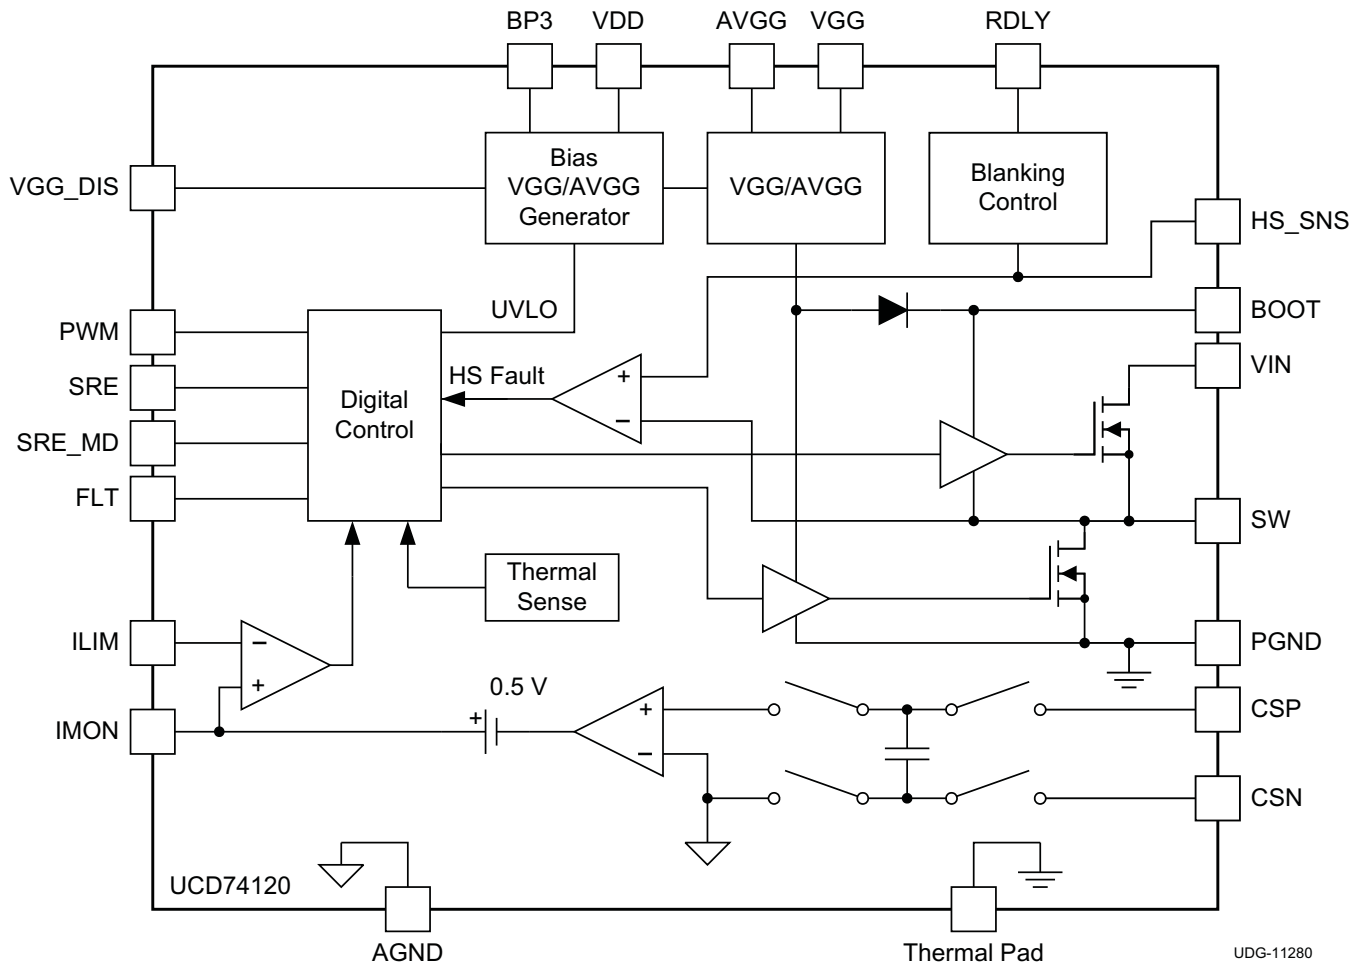 BP3 VDD AVGG VGG RDLY
VGG_DIS
Bias
VGG/AVGG
Generator
VGG/AVGG
Blanking
Control
HS_SNS
UVLO
BOOT
PWM
VIN
SRE
HS Fault
+
−
Digital
Control
SRE_MD
FLT
SW
Thermal
Sense
ILIM
−
+
PGND
0.5 V
+
+
−
CSP
IMON
CSN
UCD74120
AGND
Thermal Pad
UDG-11280